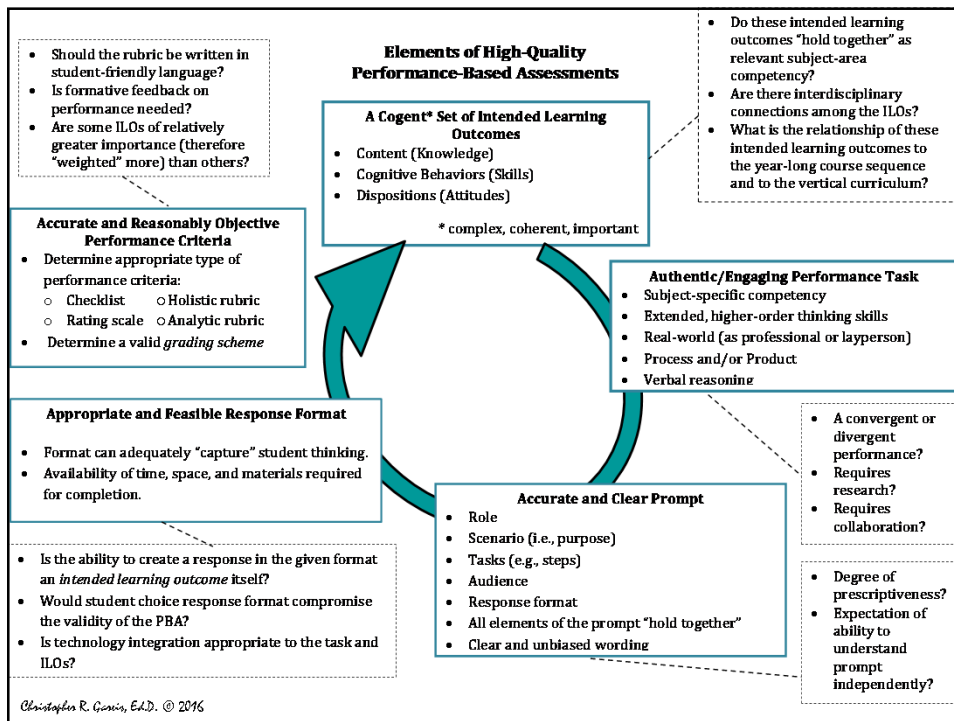 Elements of High-Quality
Performance-Based Assessments
A Cogent* Set of Intended Learning
Outcomes
• Content (Knowledge)
• Cognitive Behaviors (Skills)
• Dispositions (Attitudes)
* complex, coherent, important
• Do these intended learning
outcomes “hold together” as
relevant subject-area
competency?
• Are there interdisciplinary
connections among the ILOs?
• What is the relationship of these
intended learning outcomes to
the year-long course sequence
and to the vertical curriculum?
Authentic/Engaging Performance Task
• Subject-specific competency
• Extended, higher-order thinking skills
• Real-world (as professional or layperson)
• Process and/or Product
• Verbal reasoning
• A convergent or
divergent
performance?
• Requires
research?
• Requires
collaboration?
Accurate and Clear Prompt
• Role
• Scenario (i.e., purpose)
• Tasks (e.g., steps)
• Audience
• Response format
• All elements of the prompt “hold together”
• Clear and unbiased wording
• Degree of
prescriptiveness?
• Expectation of
ability to
understand
prompt
independently?
Appropriate and Feasible Response Format
• Format can adequately “capture” student thinking.
• Availability of time, space, and materials required
for completion.
• Is the ability to create a response in the given format
an intended learning outcome itself?
• Would student choice response format compromise
the validity of the PBA?
• Is technology integration appropriate to the task and
ILOs?
Accurate and Reasonably Objective
Performance Criteria
• Determine appropriate type of
performance criteria:
○ Checklist ○ Holistic rubric
○ Rating scale ○ Analytic rubric
• Determine a valid grading scheme
• Should the rubric be written in
student-friendly language?
• Is formative feedback on
performance needed?
• Are some ILOs of relatively
greater importance (therefore
“weighted” more) than others?
Christopher R. Gareis, Ed.D. © 2016